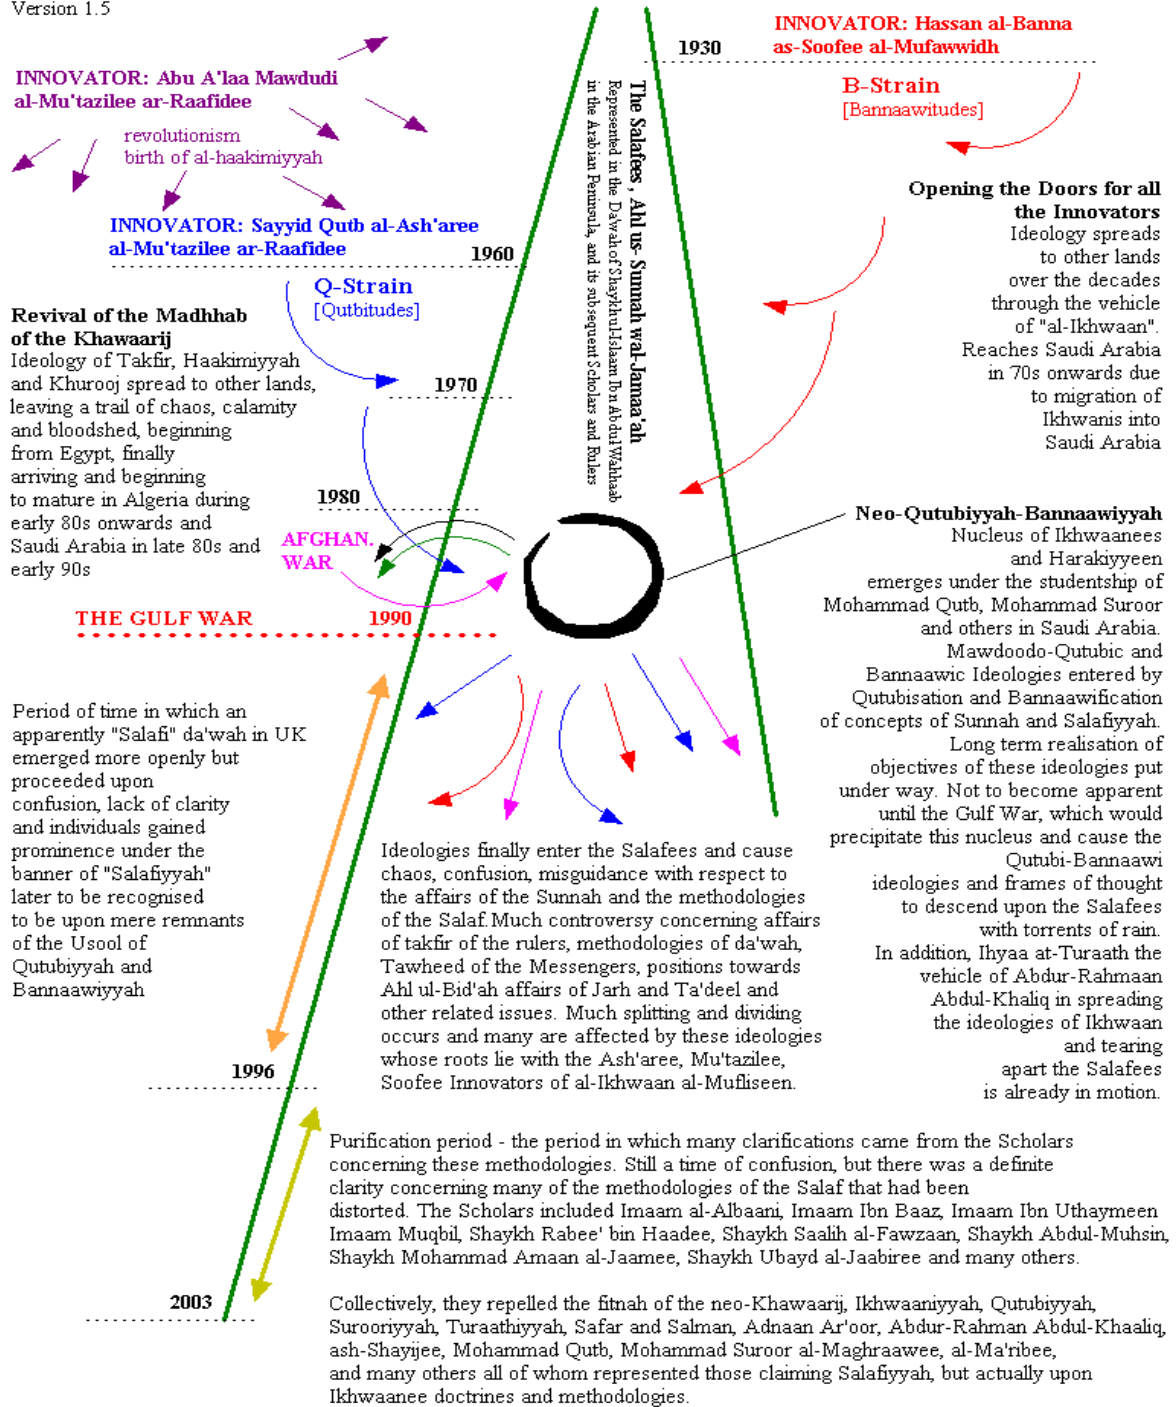 Version 1.5
INNOVATOR: Hassan al-Banna
as-Soofee al-Mufawwidh
1930
B-Strain
[Bannaawitudes]
INNOVATOR: Abu A'laa Mawdudi
al-Mu'tazilee ar-Raafidee
revolutionism
birth of al-haakimiyyah
INNOVATOR: Sayyid Qutb al-Ash'aree
al-Mu'tazilee ar-Raafidee
1960
Q-Strain
[Qutbitudes]
The Salafees , Ahl us- Sunnah wal-Jamaa'ah
Represented in the Da'wah of Shaykhul-Islaam Ibn Abdul-Wahhaab
in the Arabian Peninsula, and its subsequent Scholars and Rulers
Opening the Doors for all
the Innovators
Ideology spreads
to other lands
over the decades
through the vehicle
of "al-Ikhwaan".
Reaches Saudi Arabia
in 70s onwards due
to migration of
Ikhwanis into
Saudi Arabia
Revival of the Madhhab
of the Khawaarij
Ideology of Takfir, Haakimiyyah
and Khurooj spread to other lands,
leaving a trail of chaos, calamity
and bloodshed, beginning
from Egypt, finally
arriving and beginning
to mature in Algeria during
early 80s onwards and
Saudi Arabia in late 80s and
early 90s
1970
1980
AFGHAN.
WAR
THE GULF WAR
1990
Neo-Qutubiyyah-Bannaawiyyah
Nucleus of Ikhwaanees
and Harakiyyeen
emerges under the studentship of
Mohammad Qutb, Mohammad Suroor
and others in Saudi Arabia.
Mawdoodo-Qutubic and
Bannaawic Ideologies entered by
Qutubisation and Bannaawification
of concepts of Sunnah and Salafiyyah.
Long term realisation of
objectives of these ideologies put
under way. Not to become apparent
until the Gulf War, which would
precipitate this nucleus and cause the
Qutubi-Bannaawi
ideologies and frames of thought
to descend upon the Salafees
with torrents of rain.
In addition, Ihyaa at-Turaath the
vehicle of Abdur-Rahmaan
Abdul-Khaliq in spreading
the ideologies of Ikhwaan
and tearing
apart the Salafees
is already in motion.
Period of time in which an
apparently "Salafi" da'wah in UK
emerged more openly but
proceeded upon
confusion, lack of clarity
and individuals gained
prominence under the
banner of "Salafiyyah"
later to be recognised
to be upon mere remnants
of the Usool of
Qutubiyyah and
Bannaawiyyah
Ideologies finally enter the Salafees and cause
chaos, confusion, misguidance with respect to
the affairs of the Sunnah and the methodologies
of the Salaf.Much controversy concerning affairs
of takfir of the rulers, methodologies of da'wah,
Tawheed of the Messengers, positions towards
Ahl ul-Bid'ah affairs of Jarh and Ta'deel and
other related issues. Much splitting and dividing
occurs and many are affected by these ideologies
whose roots lie with the Ash'aree, Mu'tazilee,
Soofee Innovators of al-Ikhwaan al-Mufliseen.
1996
Purification period - the period in which many clarifications came from the Scholars
concerning these methodologies. Still a time of confusion, but there was a definite
clarity concerning many of the methodologies of the Salaf that had been
distorted. The Scholars included Imaam al-Albaani, Imaam Ibn Baaz, Imaam Ibn Uthaymeen
Imaam Muqbil, Shaykh Rabee' bin Haadee, Shaykh Saalih al-Fawzaan, Shaykh Abdul-Muhsin,
Shaykh Mohammad Amaan al-Jaamee, Shaykh Ubayd al-Jaabiree and many others.
2003
Collectively, they repelled the fitnah of the neo-Khawaarij, Ikhwaaniyyah, Qutubiyyah,
Surooriyyah, Turaathiyyah, Safar and Salman, Adnaan Ar'oor, Abdur-Rahman Abdul-Khaaliq,
ash-Shayijee, Mohammad Qutb, Mohammad Suroor al-Maghraawee, al-Ma'ribee,
and many others all of whom represented those claiming Salafiyyah, but actually upon
Ikhwaanee doctrines and methodologies.